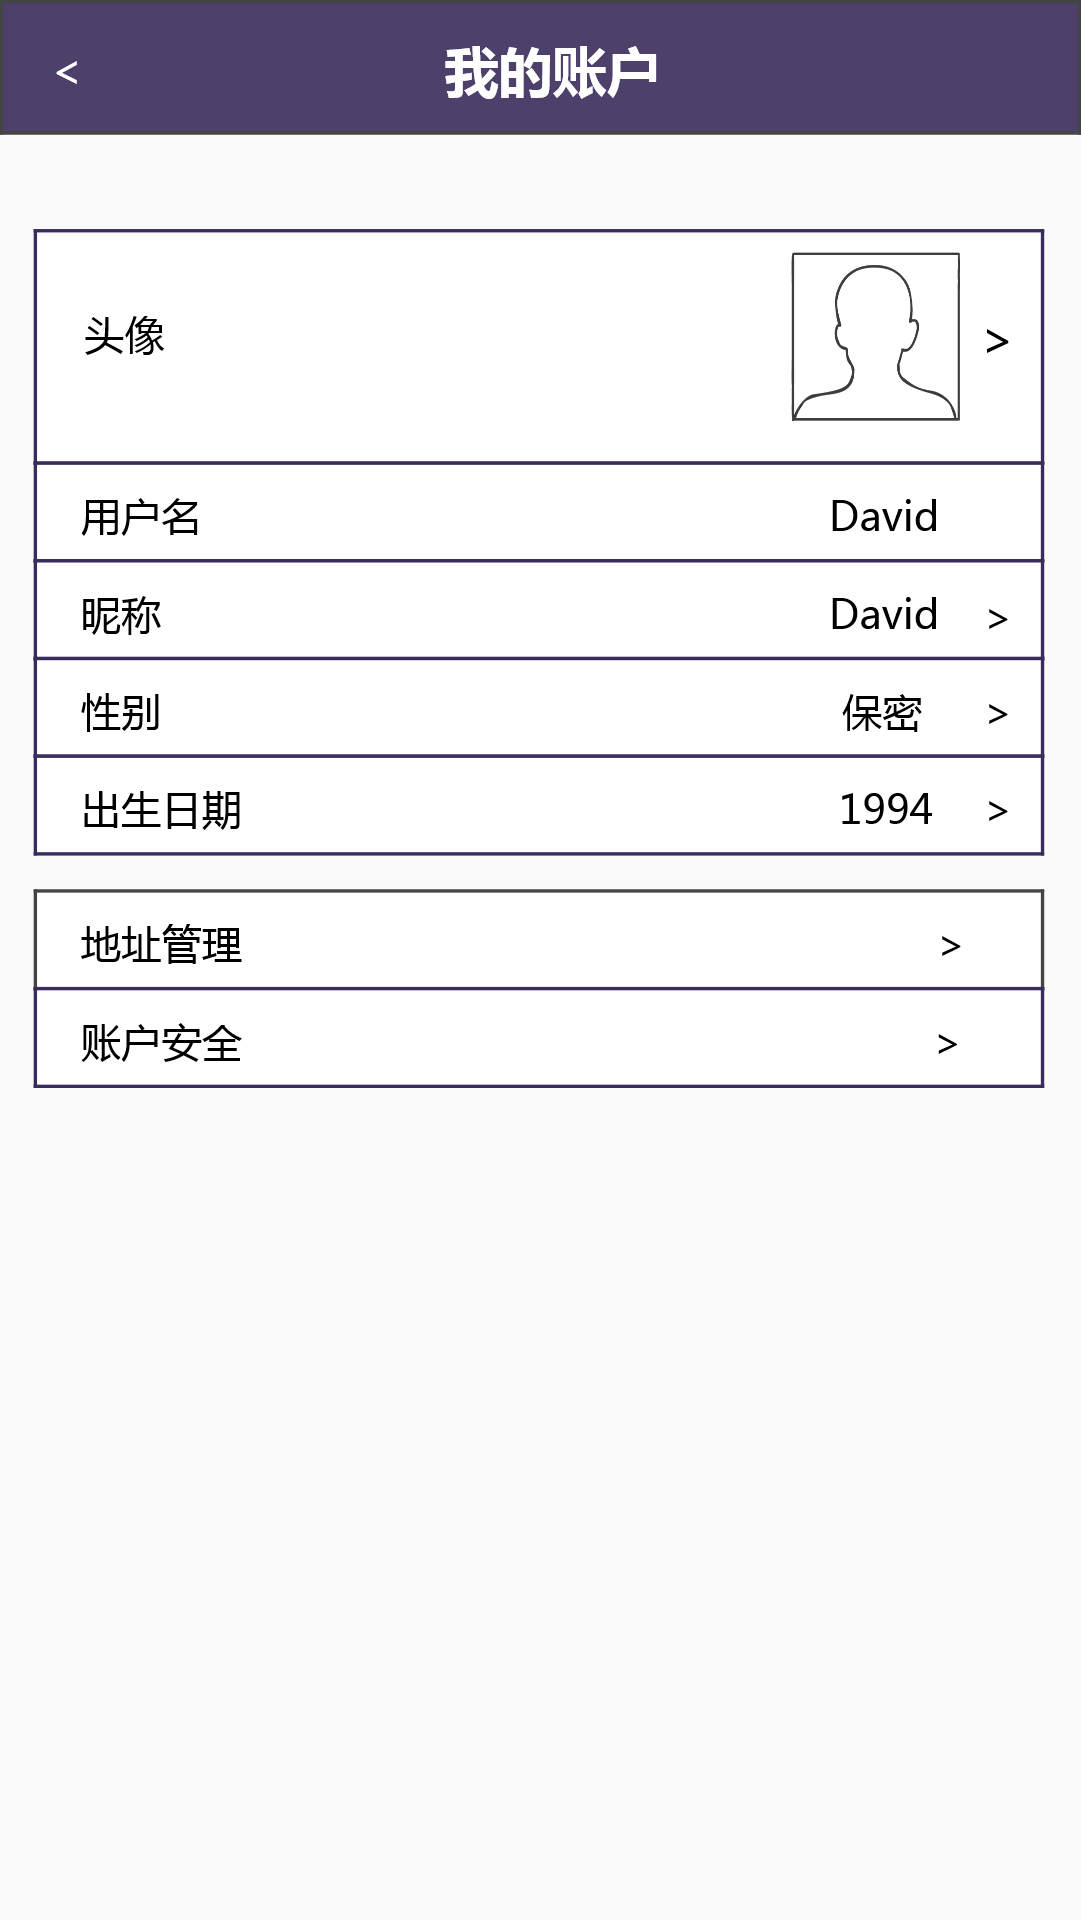 < 我的账户
头像 >
用户名 David
昵称 David >
性别 保密 >
出生日期 1994 >
地址管理 >
账户安全 >